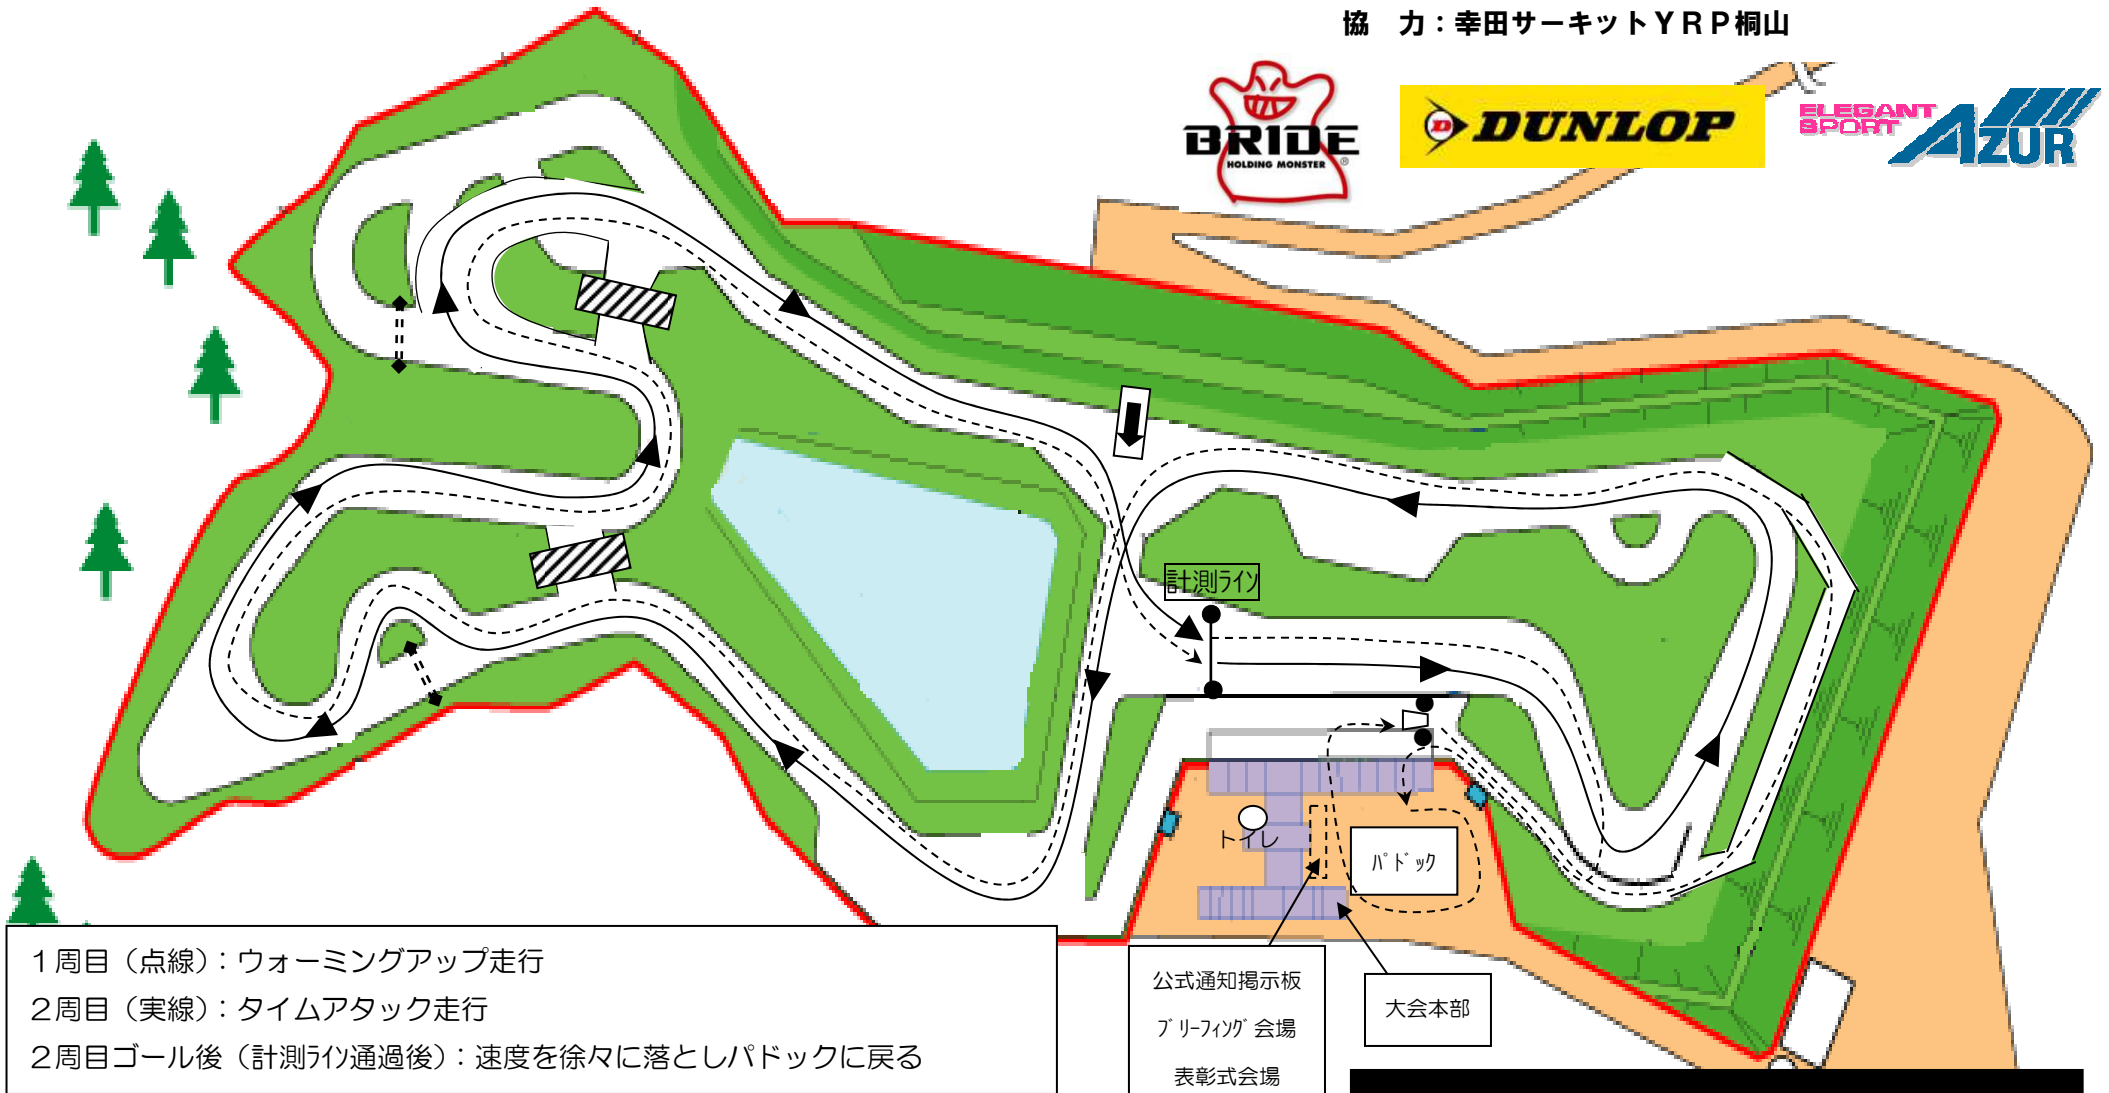 協　力：幸田サーキットＹＲＰ桐山
BRIDE
HOLDING MONSTER
®
D DUNLOP
ELEGANT
SPORT
AZUR
計測ﾗｲﾝ
トイレ
ﾊﾟﾄﾞｯｸ
公式通知掲示板
ﾌﾞﾘｰﾌｨﾝｸﾞ会場
表彰式会場
大会本部
１周目（点線）：ウォーミングアップ走行
２周目（実線）：タイムアタック走行
２周目ゴール後（計測ﾗｲﾝ通過後）：速度を徐々に落としパドックに戻る